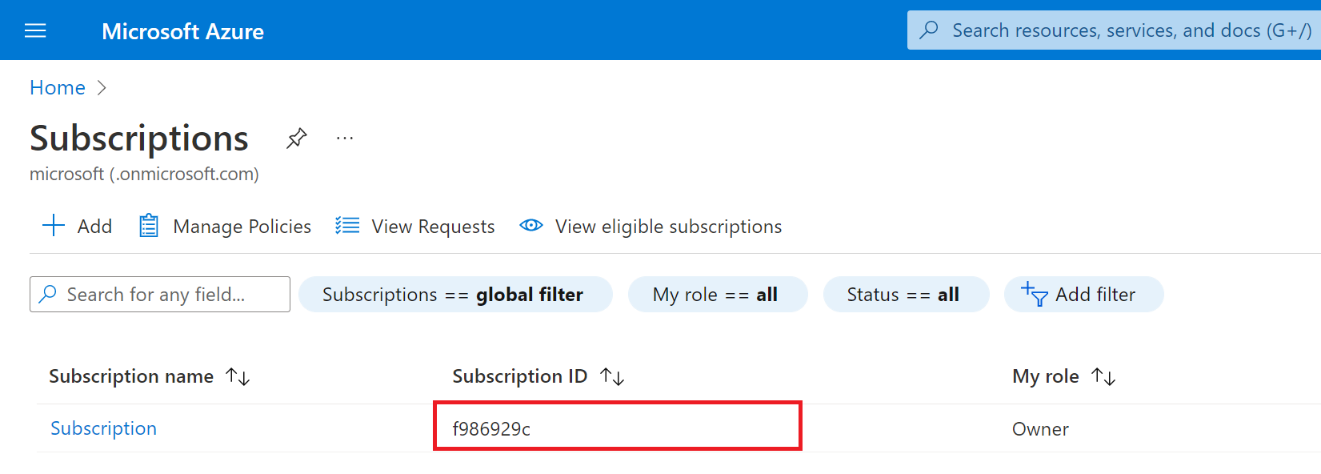 Microsoft Azure
Search resources, services, and docs (G+/)
Home >
Subscriptions ...
microsoft (.onmicrosoft.com)
+ Add Manage Policies View Requests View eligible subscriptions
Search for any field... Subscriptions == global filter My role == all Status == all Add filter
Subscription name ↑↓ Subscription ID ↑↓ My role ↑↓
Subscription f986929c Owner